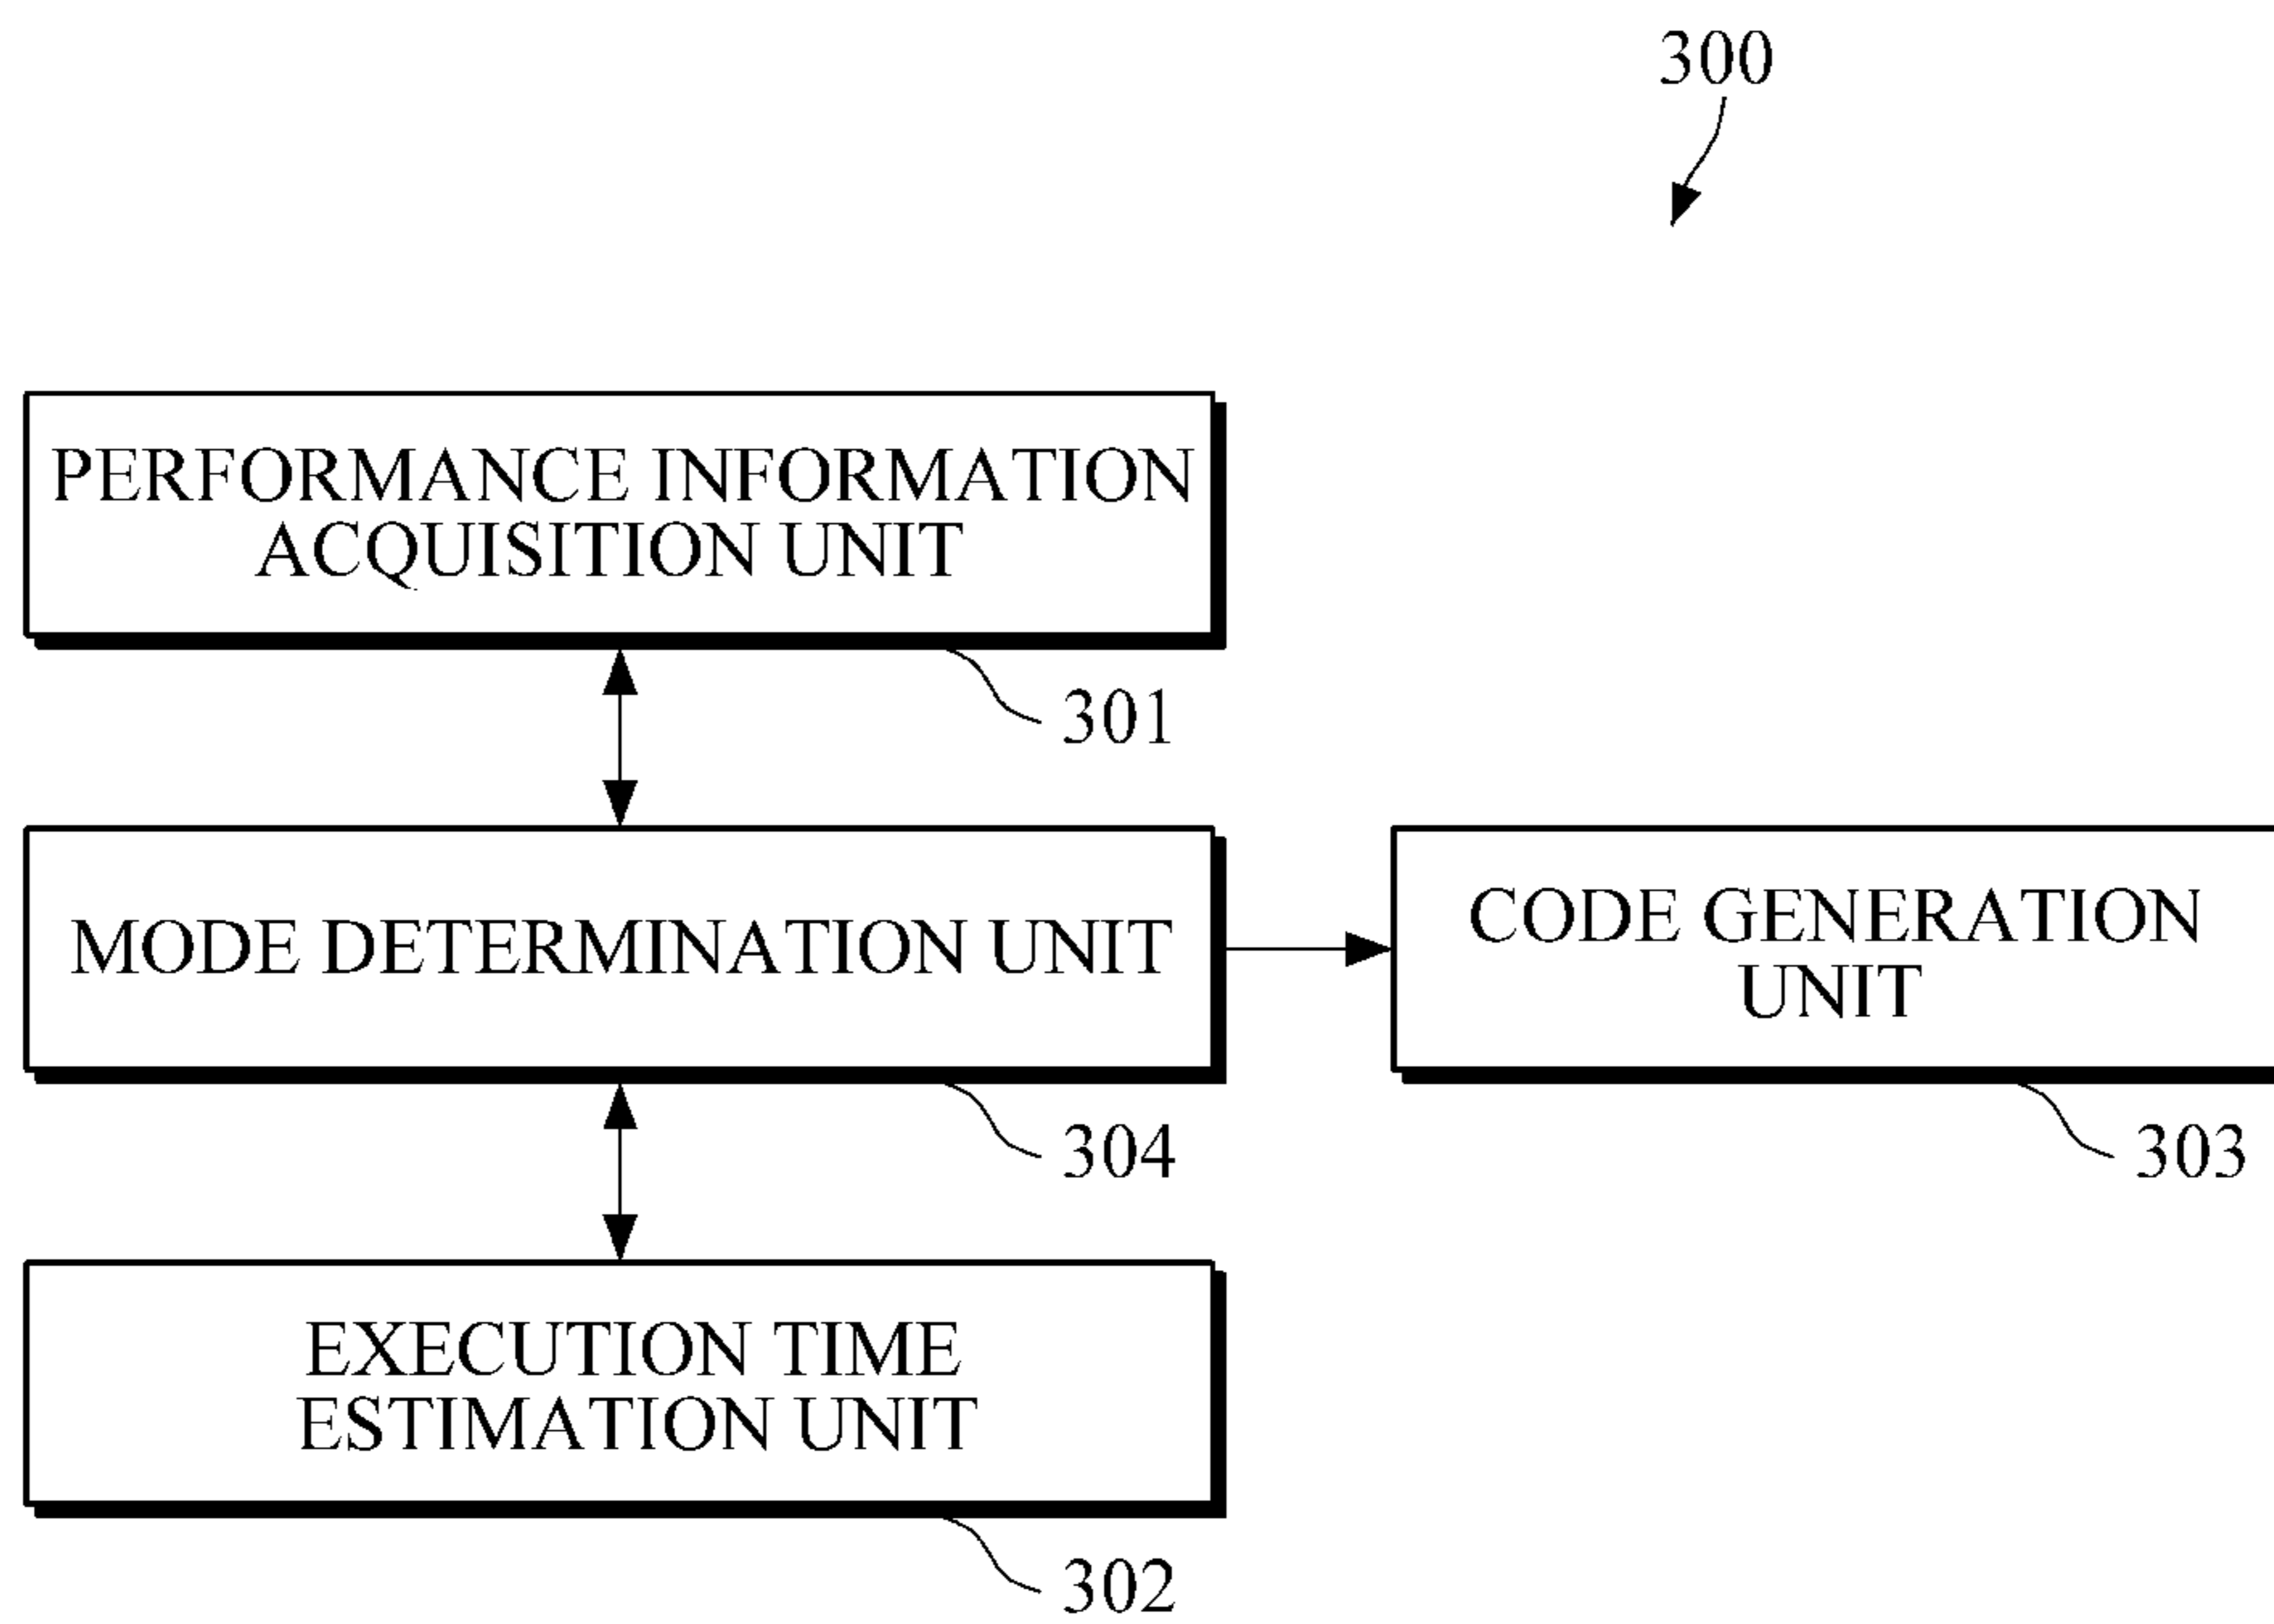 300
PERFORMANCE INFORMATION
ACQUISITION UNIT
301
MODE DETERMINATION UNIT
304
CODE GENERATION
UNIT
303
EXECUTION TIME
ESTIMATION UNIT
302